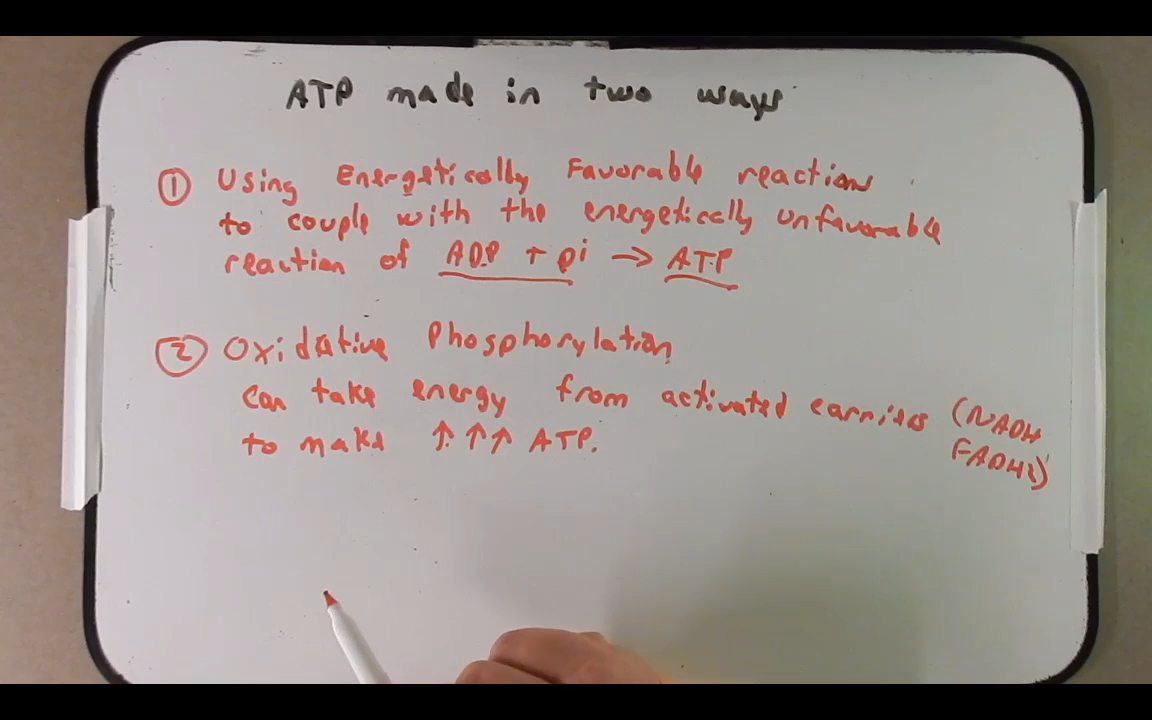 ATP made in two ways
① Using Energetically Favorable reactions
to couple with the energetically unfavorable
reaction of ADP + pi → ATP
② Oxidative Phosphorylation
can take energy from activated carriers (NADH
FADH2)
to make ↑↑↑ ATP.